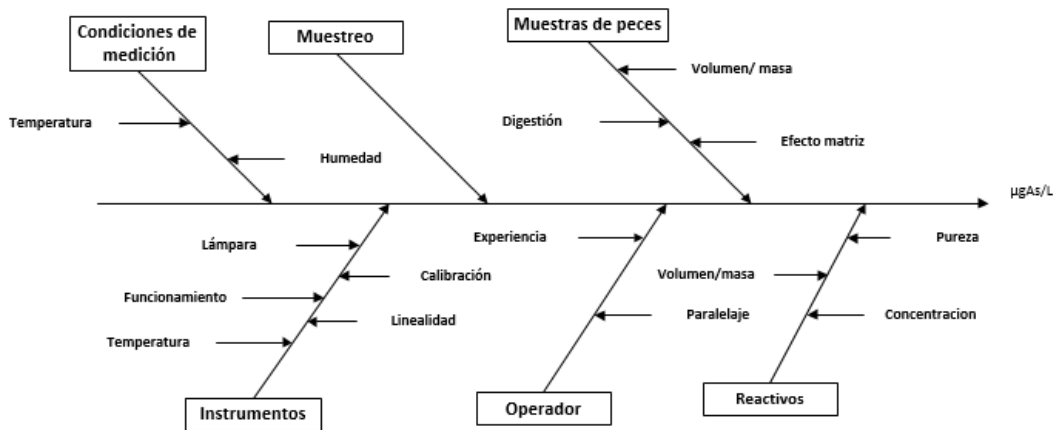 Condiciones de
medición
Muestreo
Muestras de peces
Volumen/ masa
Temperatura
Digestión
Efecto matriz
Humedad
µgAs/L
Lámpara
Experiencia
Pureza
Calibración
Volumen/masa
Funcionamiento
Linealidad
Paralelaje
Concentracion
Temperatura
Instrumentos
Operador
Reactivos